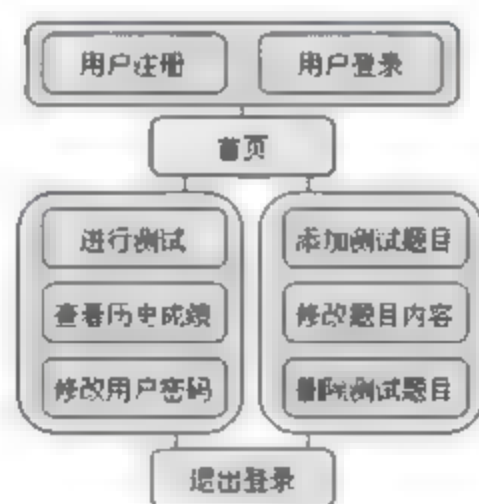 用户注册 用户登录
首页
进行测试 添加测试题目
查看历史成绩 修改题目内容
修改用户密码 删除测试题目
退出登录